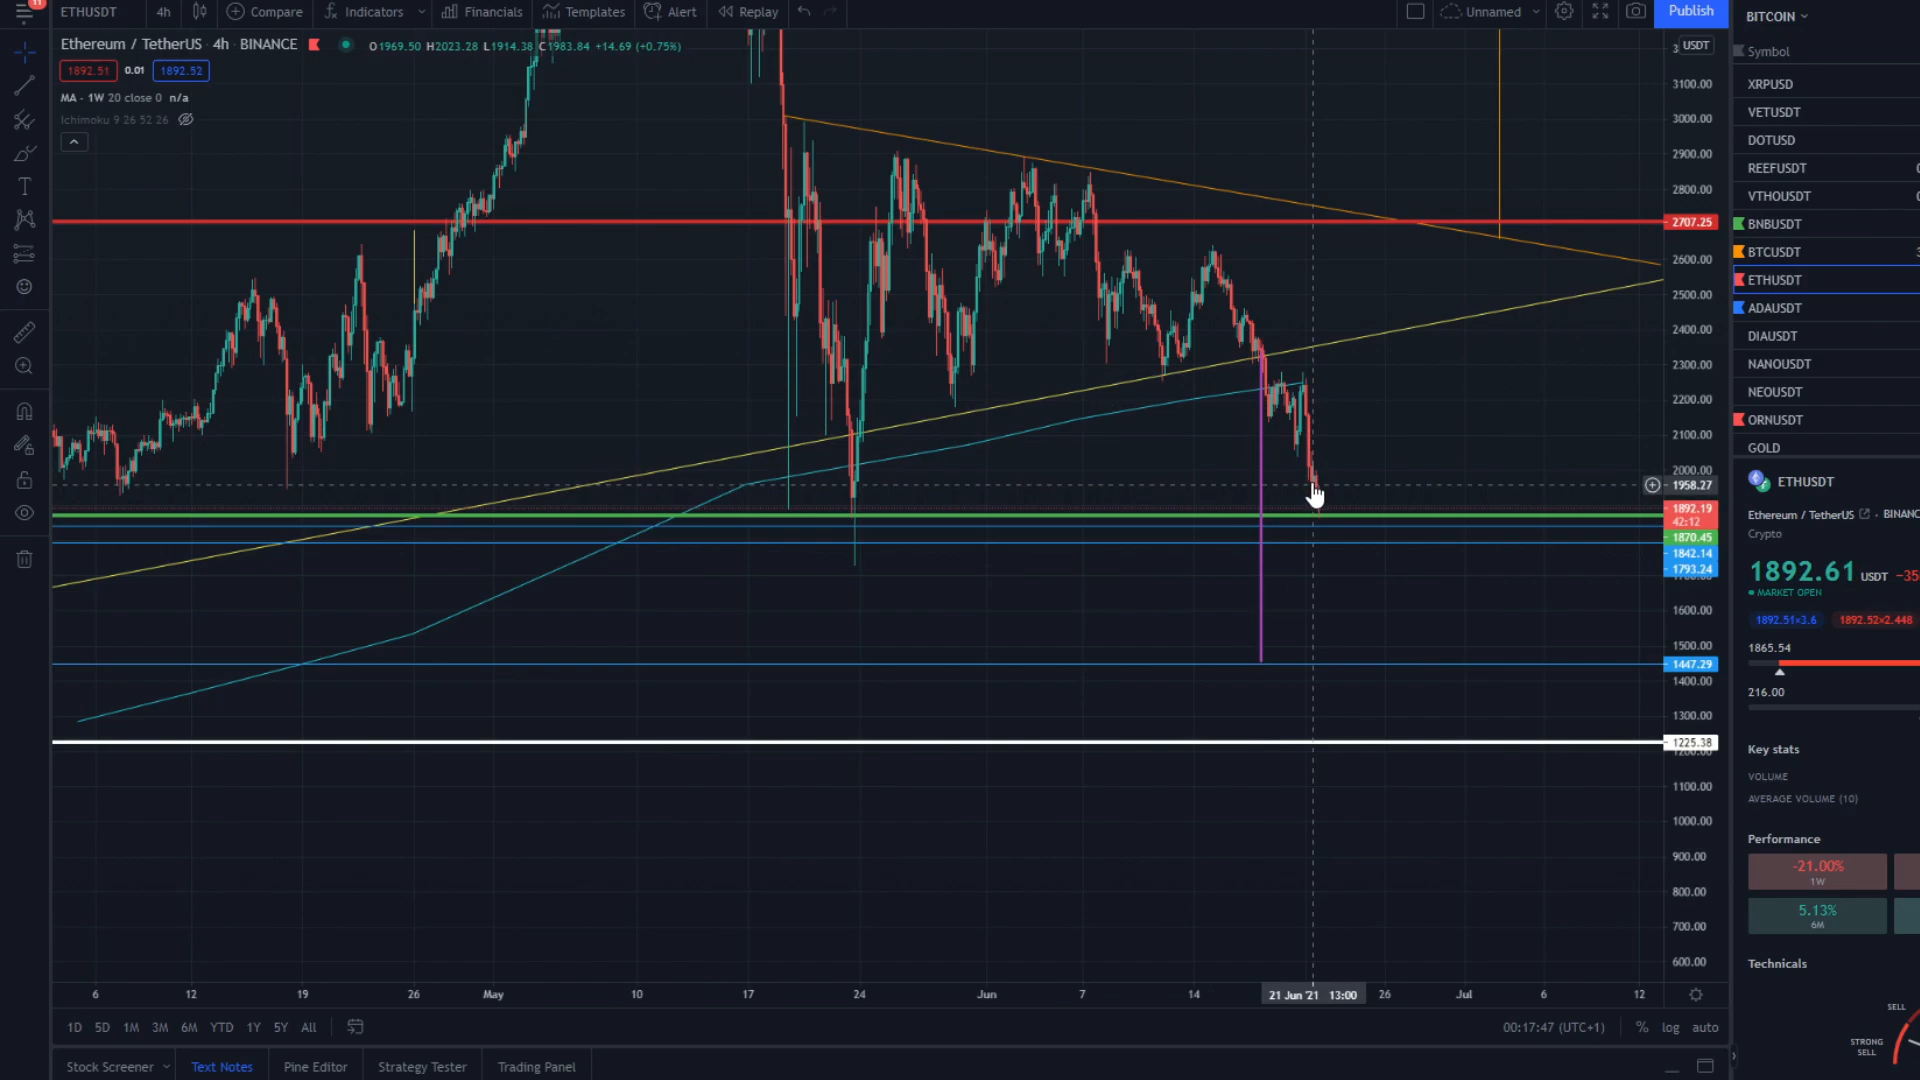 11
ETHUSDT 4h Compare Indicators Financials Templates Alert Replay Unnamed Publish
Ethereum / TetherUS · 4h · BINANCE O1969.50 H2023.28 L1914.38 C1983.84 +14.69 (+0.75%)
1892.51 0.01 1892.52
MA - 1W 20 close 0 n/a
Ichimoku 9 26 52 26
USDT
3100.00
3000.00
2900.00
2800.00
2707.25
2600.00
2500.00
2400.00
2300.00
2200.00
2100.00
2000.00
1958.27
1892.19
42:12
1870.45
1842.14
1793.24
1600.00
1500.00
1447.29
1400.00
1300.00
1225.38
1100.00
1000.00
900.00
800.00
700.00
600.00
6 12 19 26 May 10 17 24 Jun 7 14 21 Jun '21 13:00 26 Jul 6 12
1D 5D 1M 3M 6M YTD 1Y 5Y All
00:17:47 (UTC+1) % log auto
Stock Screener Text Notes Pine Editor Strategy Tester Trading Panel
BITCOIN
Symbol
XRPUSD
VETUSDT
DOTUSD
REEFUSDT
VTHOUSDT
BNBUSDT
BTCUSDT
ETHUSDT
ADAUSDT
DIAUSDT
NANOUSDT
NEOUSDT
ORNUSDT
GOLD
ETHUSDT
Ethereum / TetherUS · BINANC
Crypto
1892.61 USDT −35
MARKET OPEN
1892.51×3.6 1892.52×2.448
1865.54
216.00
Key stats
VOLUME
AVERAGE VOLUME (10)
Performance
-21.00%
1W
5.13%
6M
Technicals
SELL
STRONG
SELL